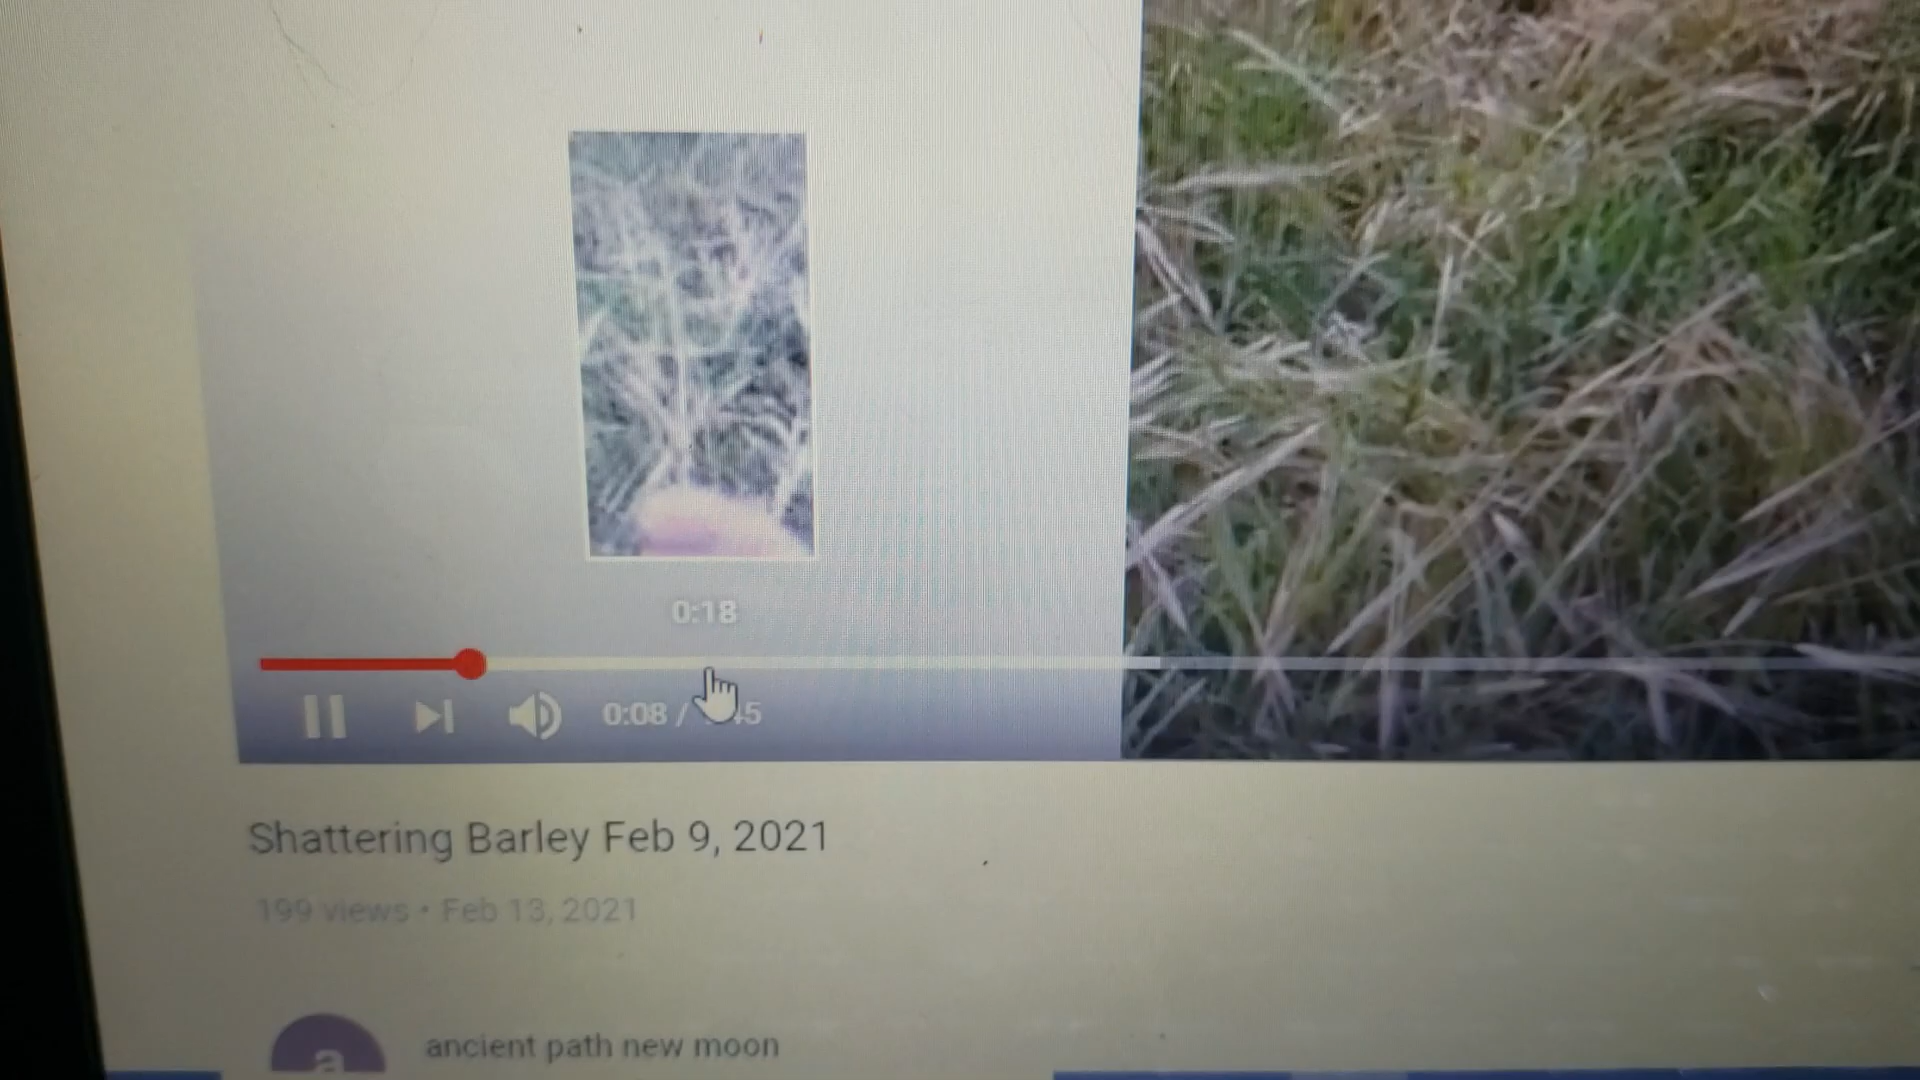 0:18
0:08 /
Shattering Barley Feb 9, 2021
199 views • Feb 13, 2021
a
ancient path new moon